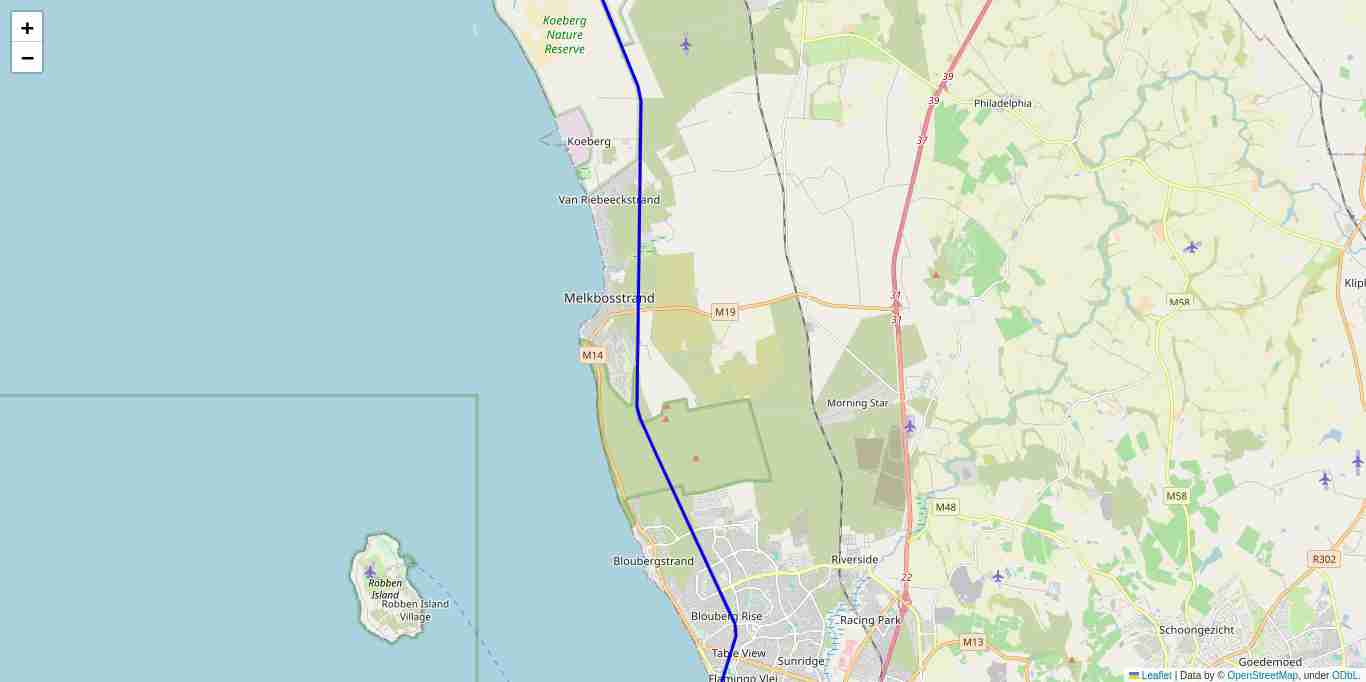 +
−
Koeberg
Nature
Reserve
39
39
Philadelphia
37
Koeberg
Van Riebeeckstrand
Melkbosstrand
M19
31
31
M58
M14
Morning Star
M58
M48
Bloubergstrand
Riverside
R302
22
Robben
Island
Robben Island
Village
Blouberg Rise
Racing Park
Schoongezicht
M13
Table View
Sunridge
Goedemoed
Flamingo Vlei
Leaflet | Data by © OpenStreetMap, under ODbL.